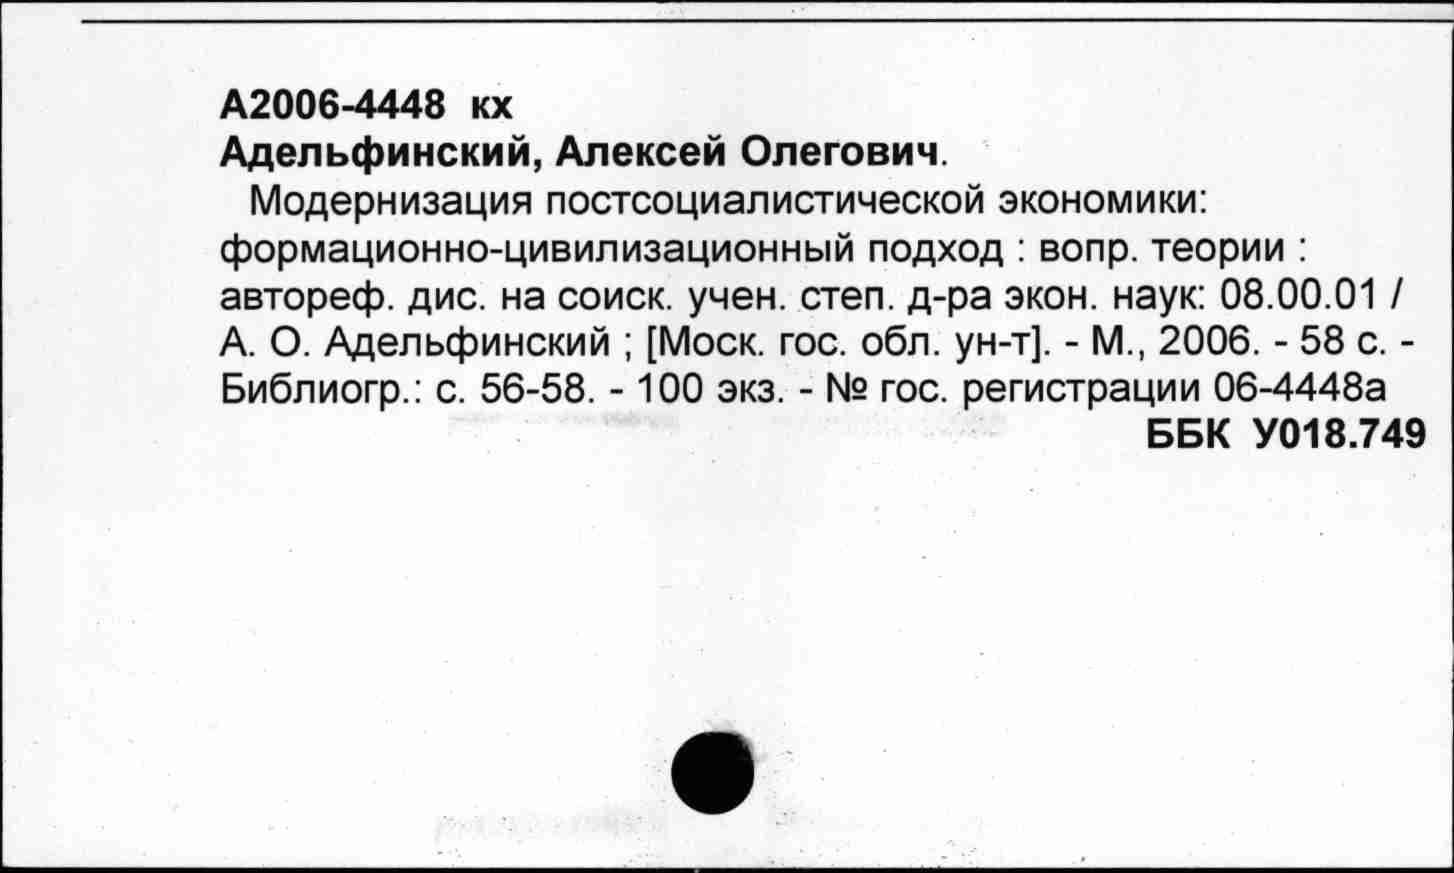 А2006-4448 кх
Адельфинский, Алексей Олегович.
Модернизация постсоциалистической экономики:
формационно-цивилизационный подход : вопр. теории :
автореф. дис. на соиск. учен. степ. д-ра экон. наук: 08.00.01 /
А. О. Адельфинский ; [Моск. гос. обл. ун-т]. - М., 2006. - 58 с. -
Библиогр.: с. 56-58. - 100 экз. - № гос. регистрации 06-4448а
ББК У018.749